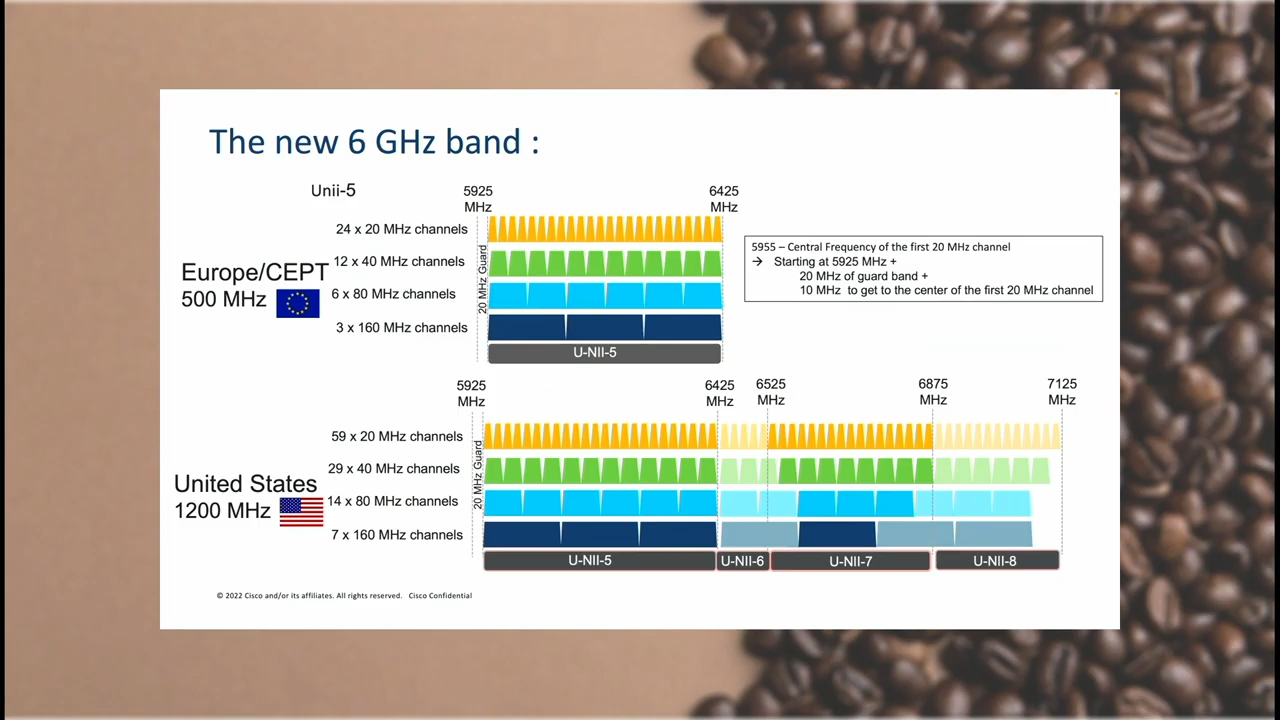 The new 6 GHz band :
Unii-5
5925
MHz
6425
MHz
24 x 20 MHz channels
12 x 40 MHz channels
6 x 80 MHz channels
3 x 160 MHz channels
Europe/CEPT
500 MHz
20 MHz Guard
U-NII-5
5955 – Central Frequency of the first 20 MHz channel
→ Starting at 5925 MHz +
20 MHz of guard band +
10 MHz to get to the center of the first 20 MHz channel
5925
MHz
6425
MHz
6525
MHz
6875
MHz
7125
MHz
59 x 20 MHz channels
29 x 40 MHz channels
14 x 80 MHz channels
7 x 160 MHz channels
United States
1200 MHz
20 MHz Guard
U-NII-5
U-NII-6
U-NII-7
U-NII-8
© 2022 Cisco and/or its affiliates. All rights reserved. Cisco Confidential